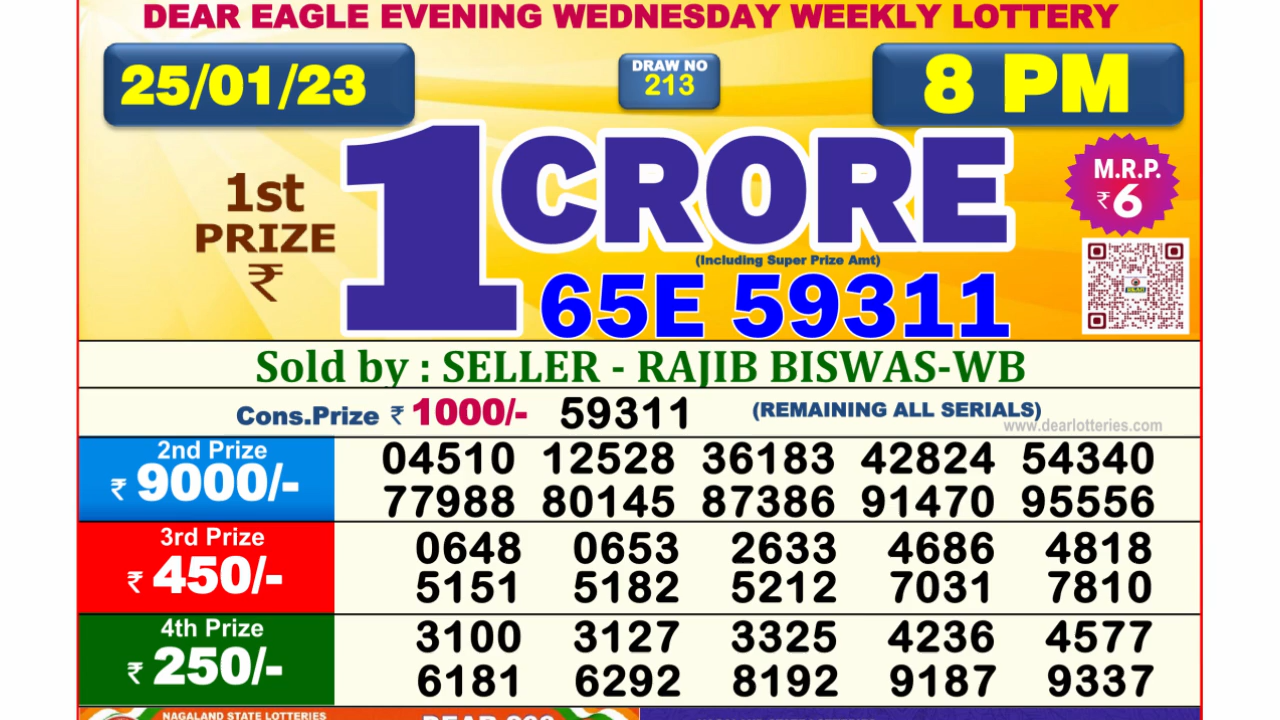 DEAR EAGLE EVENING WEDNESDAY WEEKLY LOTTERY
25/01/23
DRAW NO
213
8 PM
1st
PRIZE
₹
1 CRORE
M.R.P.
₹ 6
(Including Super Prize Amt)
65E 59311
Sold by : SELLER - RAJIB BISWAS-WB
Cons.Prize ₹ 1000/- 59311 (REMAINING ALL SERIALS)
www.dearlotteries.com
2nd Prize
₹ 9000/-
04510 12528 36183 42824 54340
77988 80145 87386 91470 95556
3rd Prize
₹ 450/-
0648 0653 2633 4686 4818
5151 5182 5212 7031 7810
4th Prize
₹ 250/-
3100 3127 3325 4236 4577
6181 6292 8192 9187 9337
NAGALAND STATE LOTTERIES